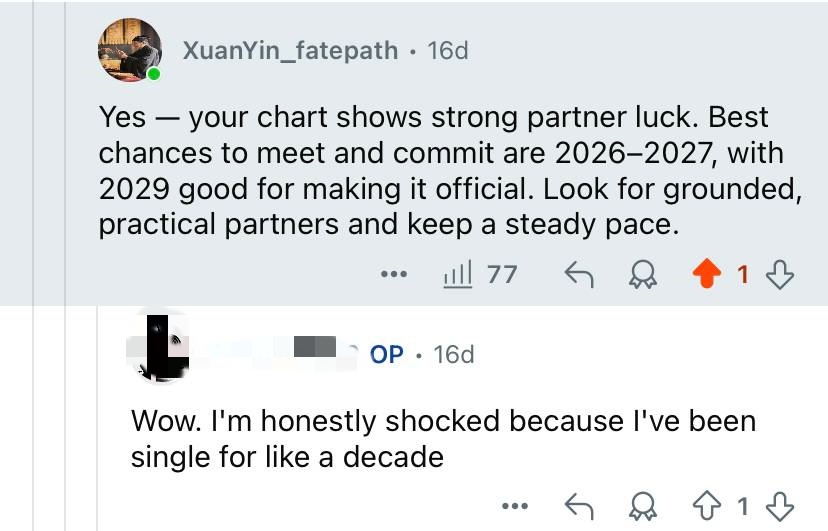 XuanYin_fatepath • 16d
Yes — your chart shows strong partner luck. Best
chances to meet and commit are 2026–2027, with
2029 good for making it official. Look for grounded,
practical partners and keep a steady pace.
77 1
OP • 16d
Wow. I'm honestly shocked because I've been
single for like a decade
1